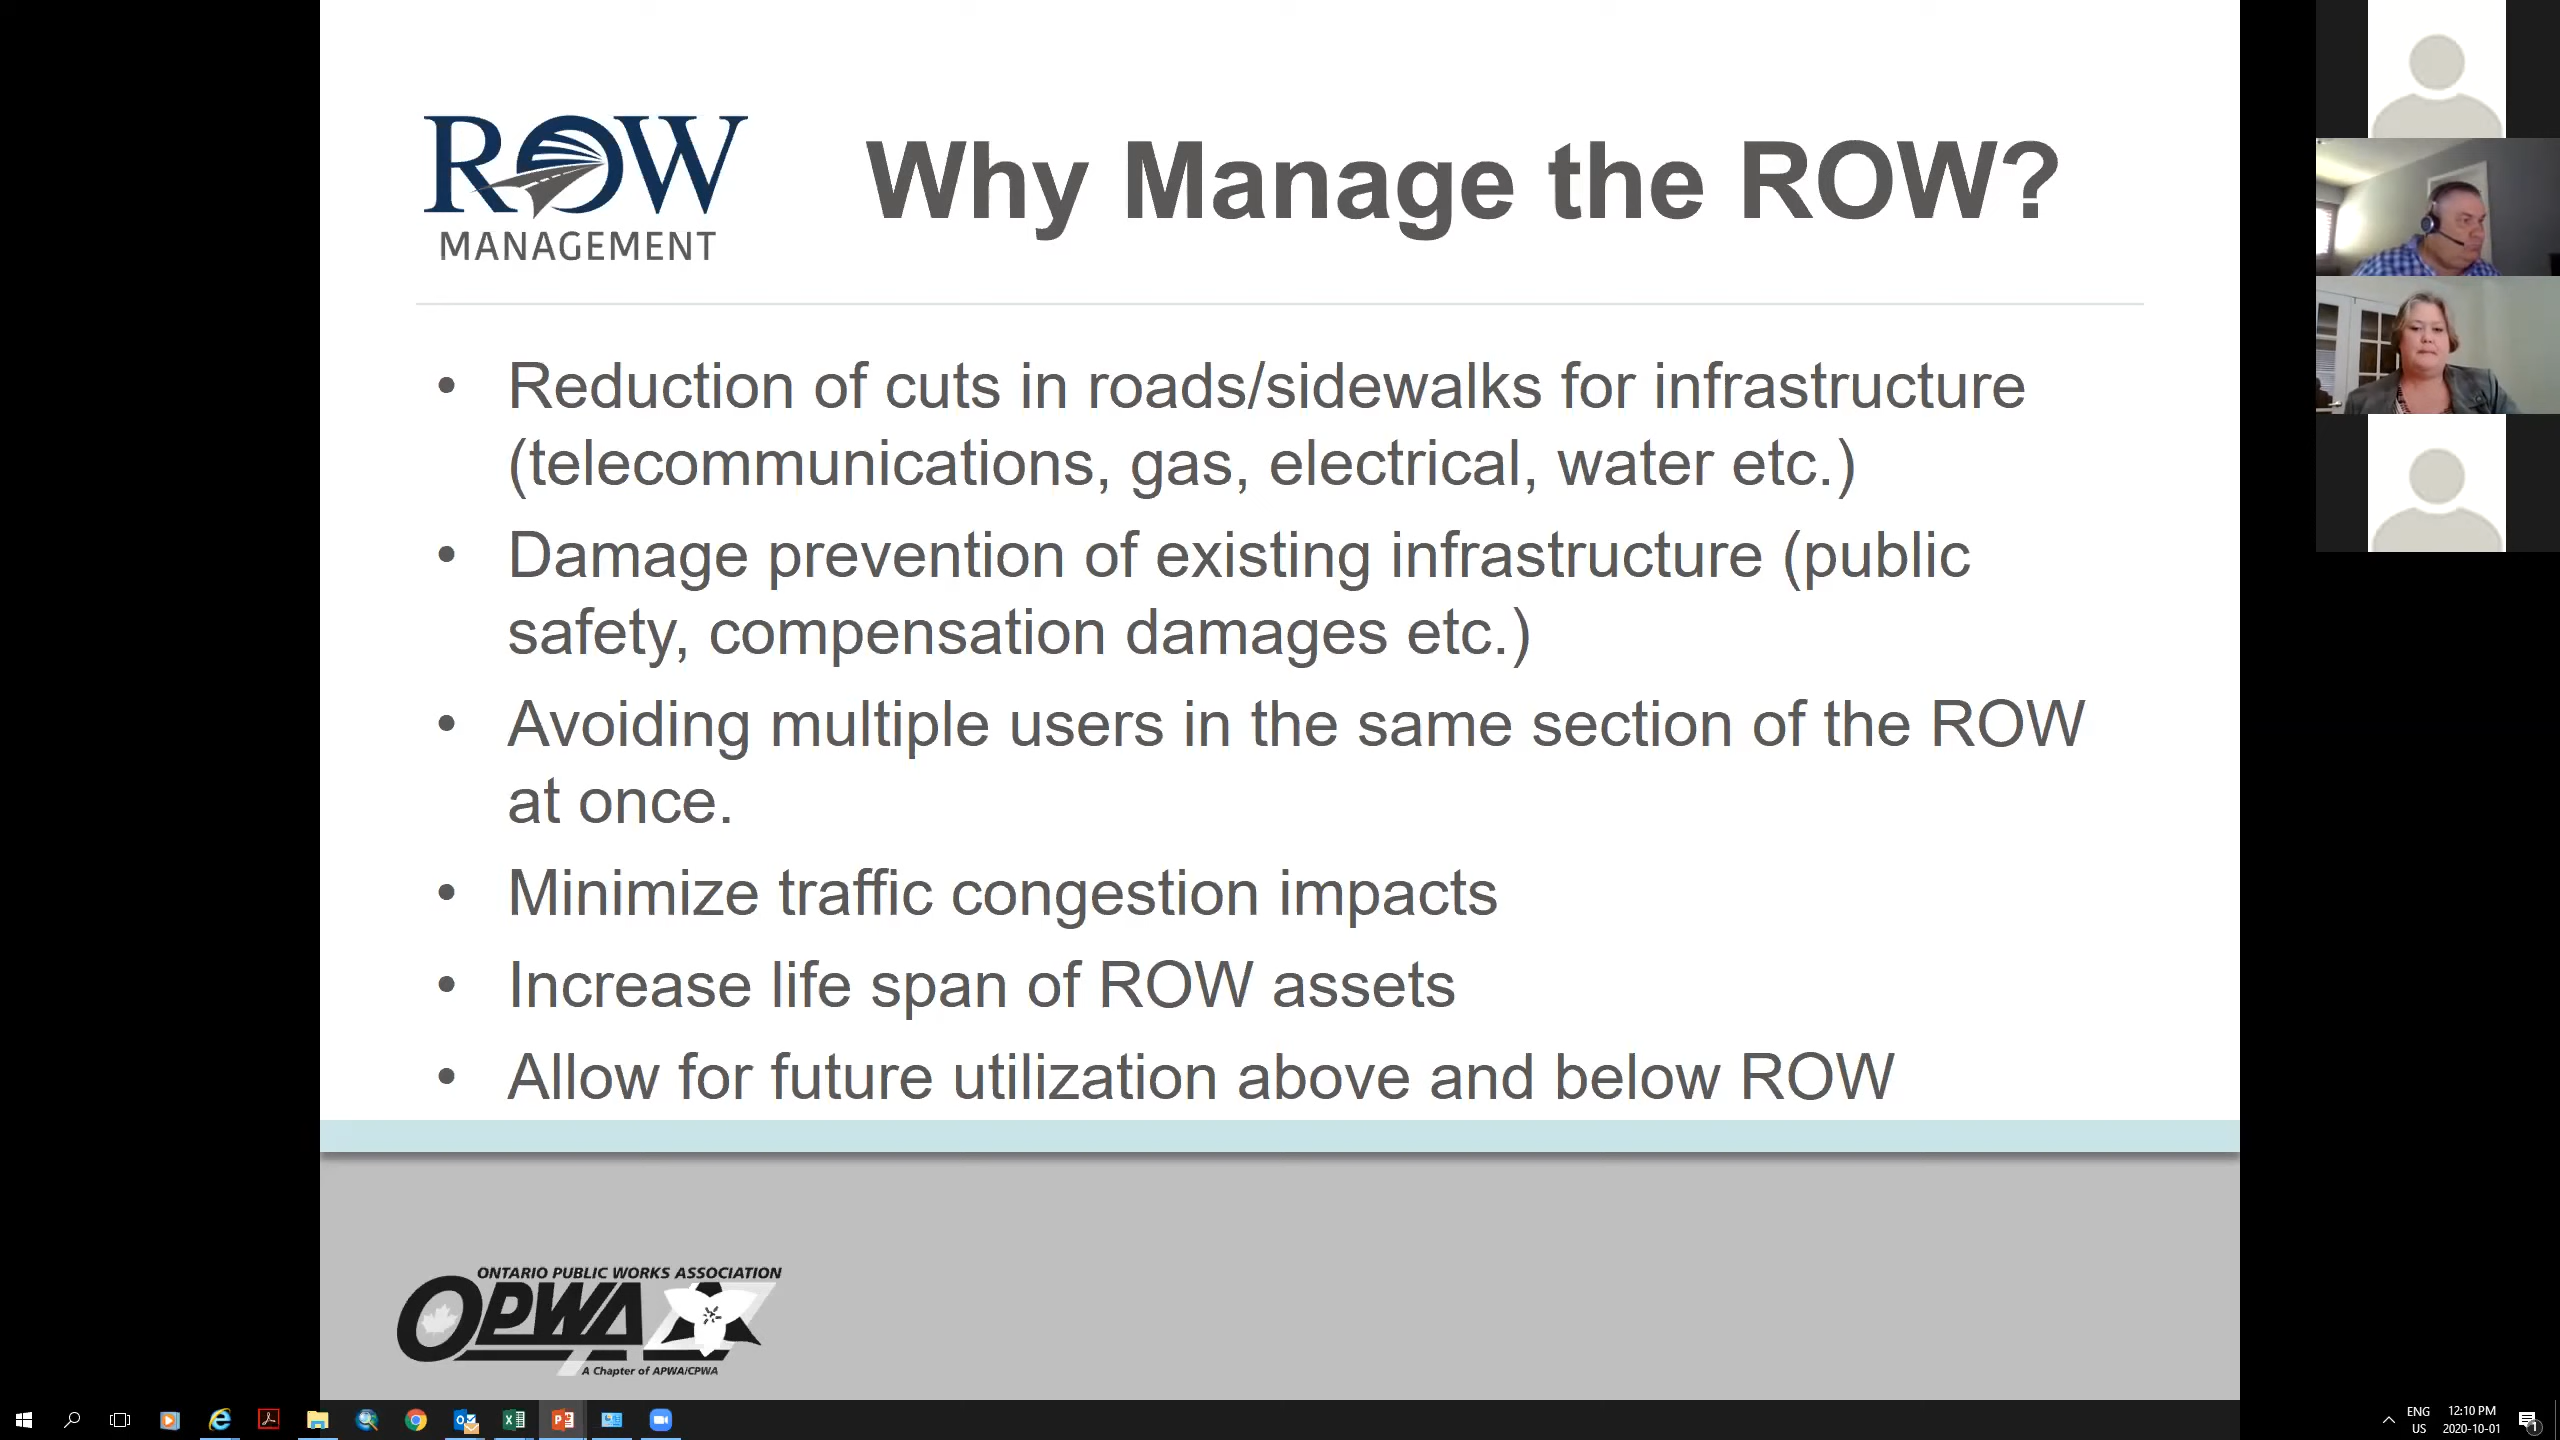 ROW
MANAGEMENT
Why Manage the ROW?
• Reduction of cuts in roads/sidewalks for infrastructure
(telecommunications, gas, electrical, water etc.)
• Damage prevention of existing infrastructure (public
safety, compensation damages etc.)
• Avoiding multiple users in the same section of the ROW
at once.
• Minimize traffic congestion impacts
• Increase life span of ROW assets
• Allow for future utilization above and below ROW
ONTARIO PUBLIC WORKS ASSOCIATION
OPWA
A Chapter of APWA/CPWA
ENG
US
12:10 PM
2020-10-01
1